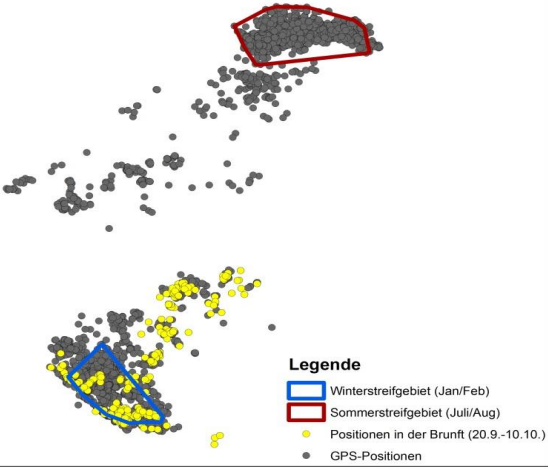 Legende
Winterstreifgebiet (Jan/Feb)
Sommerstreifgebiet (Juli/Aug)
Positionen in der Brunft (20.9.-10.10.)
GPS-Positionen